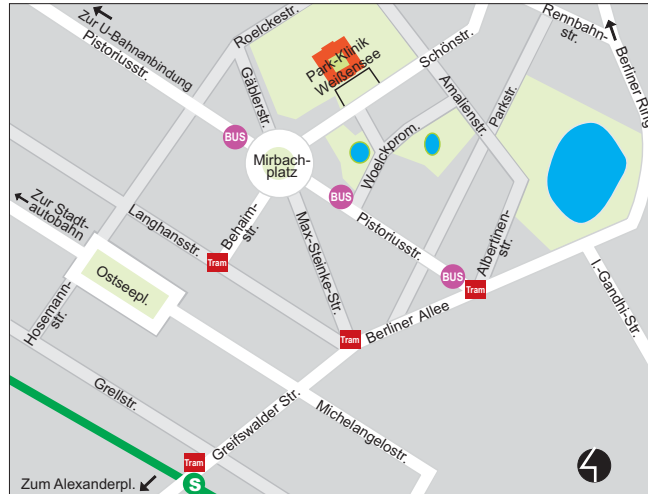 Zur U-Bahnanbindung
Pistoriusstr.
Roelckestr.
Park-Klinik
Weißensee
Schönstr.
Rennbahn-
str.
Berliner Ring
Gäblerstr.
Amalienstr.
Parkstr.
BUS
Mirbach-
platz
Woelckprom.
Zur Stadt-
autobahn
Langhansstr.
Behaim-
str.
Max-Steinke-Str.
BUS
Pistoriusstr.
Albertinen-
str.
BUS
Tram
Tram
I.-Gandhi-Str.
Ostseepl.
Hosemann-
str.
Tram
Berliner Allee
Grellstr.
Greifswalder Str.
Michelangelostr.
Tram
S
Zum Alexanderpl.